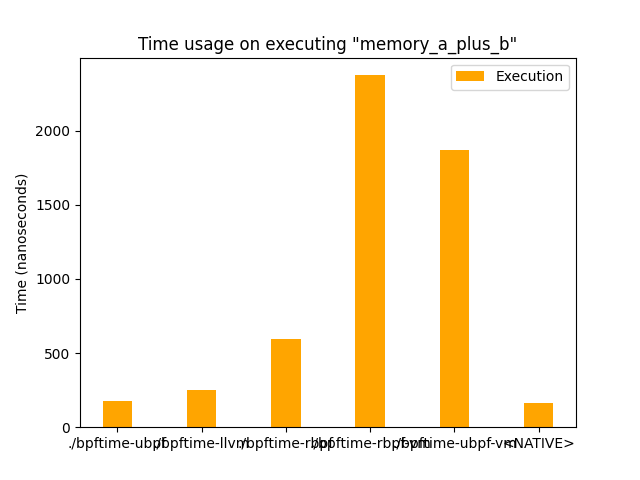 Time usage on executing "memory_a_plus_b"
Execution
Time (nanoseconds)
2000
1500
1000
500
0
./bpftime-ubpf
./bpftime-llvm
./bpftime-rbpf
./bpftime-rbpf-vm
./bpftime-ubpf-vm
<NATIVE>